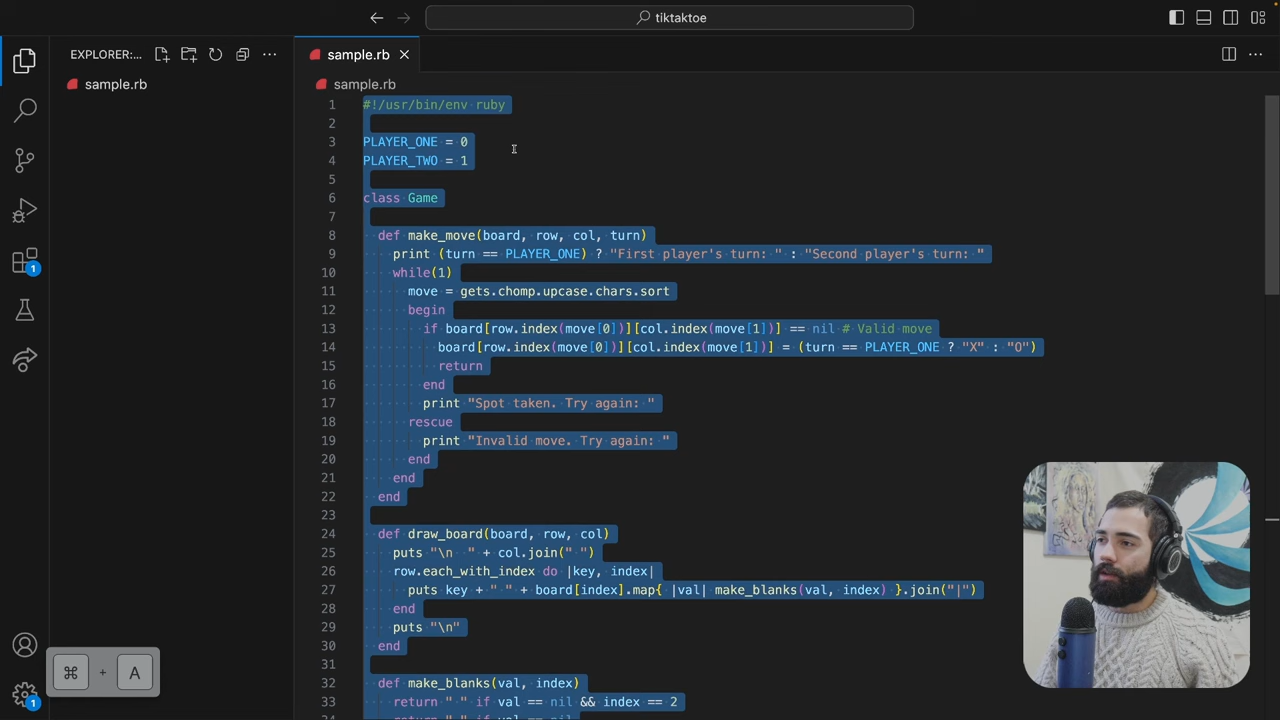 tiktaktoe
EXPLORER:...
sample.rb
sample.rb
sample.rb
1 #!/usr/bin/env ruby
2
3 PLAYER_ONE = 0
4 PLAYER_TWO = 1
5
6 class Game
7
8 def make_move(board, row, col, turn)
9 print (turn == PLAYER_ONE) ? "First player's turn: " : "Second player's turn: "
10 while(1)
11 move = gets.chomp.upcase.chars.sort
12 begin
13 if board[row.index(move[0])][col.index(move[1])] == nil # Valid move
14 board[row.index(move[0])][col.index(move[1])] = (turn == PLAYER_ONE ? "X" : "O")
15 return
16 end
17 print "Spot taken. Try again: "
18 rescue
19 print "Invalid move. Try again: "
20 end
21 end
22 end
23
24 def draw_board(board, row, col)
25 puts "\n " + col.join(" ")
26 row.each_with_index do |key, index|
27 puts key + " " + board[index].map{ |val| make_blanks(val, index) }.join("|")
28 end
29 puts "\n"
30 end
31
32 def make_blanks(val, index)
33 return " " if val == nil && index == 2
1
1
⌘ + A